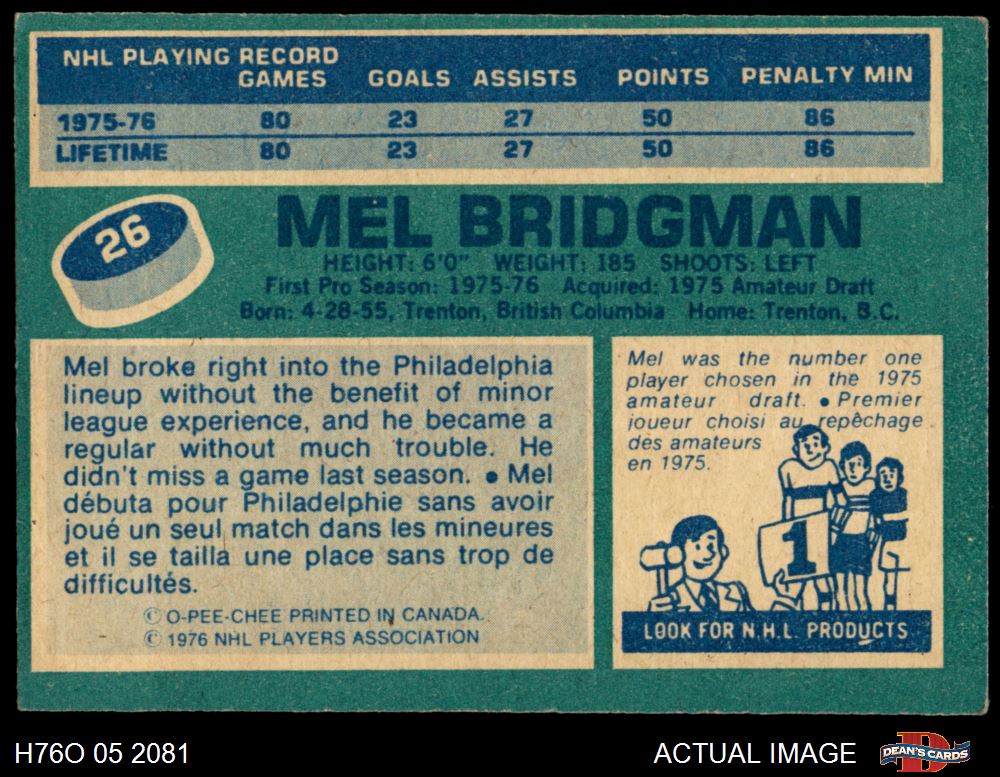 NHL PLAYING RECORD
GAMES GOALS ASSISTS POINTS PENALTY MIN
1975-76 80 23 27 50 86
LIFETIME 80 23 27 50 86
26
MEL BRIDGMAN
HEIGHT: 6'0" WEIGHT: 185 SHOOTS: LEFT
First Pro Season: 1975-76 Acquired: 1975 Amateur Draft
Born: 4-28-55, Trenton, British Columbia Home: Trenton, B.C.
Mel broke right into the Philadelphia
lineup without the benefit of minor
league experience, and he became a
regular without much trouble. He
didn't miss a game last season. • Mel
débuta pour Philadelphie sans avoir
joué un seul match dans les mineures
et il se tailla une place sans trop de
difficultés.
© O-PEE-CHEE PRINTED IN CANADA.
© 1976 NHL PLAYERS ASSOCIATION
Mel was the number one
player chosen in the 1975
amateur draft. • Premier
joueur choisi au repêchage
des amateurs
en 1975.
1
LOOK FOR N.H.L. PRODUCTS
H76O 05 2081
ACTUAL IMAGE
D
DEAN'S CARDS